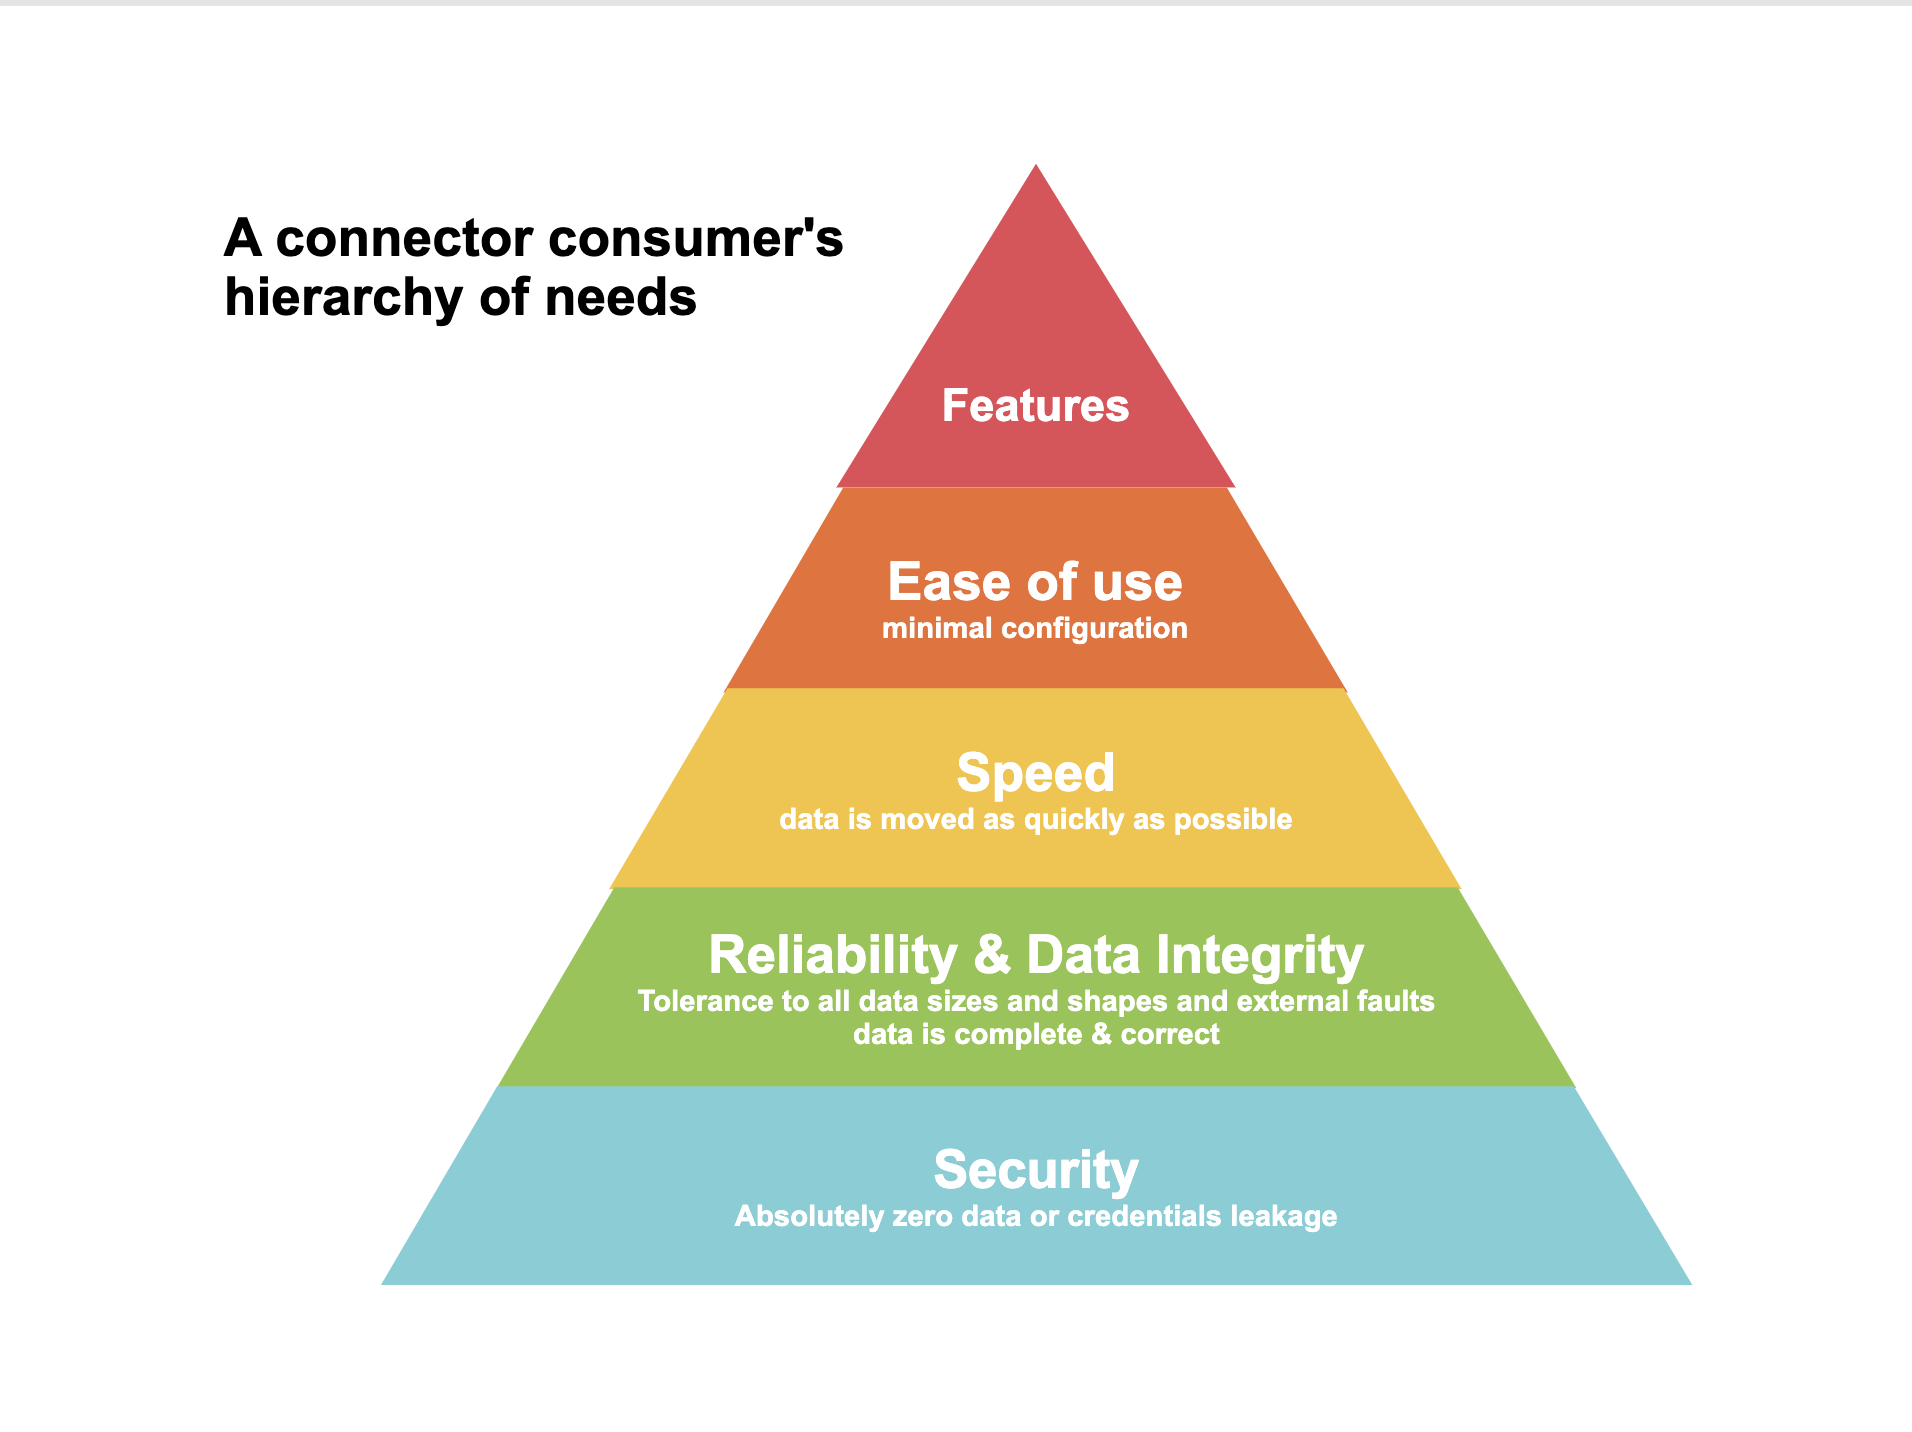 A connector consumer's
hierarchy of needs
Features
Ease of use
minimal configuration
Speed
data is moved as quickly as possible
Reliability & Data Integrity
Tolerance to all data sizes and shapes and external faults
data is complete & correct
Security
Absolutely zero data or credentials leakage